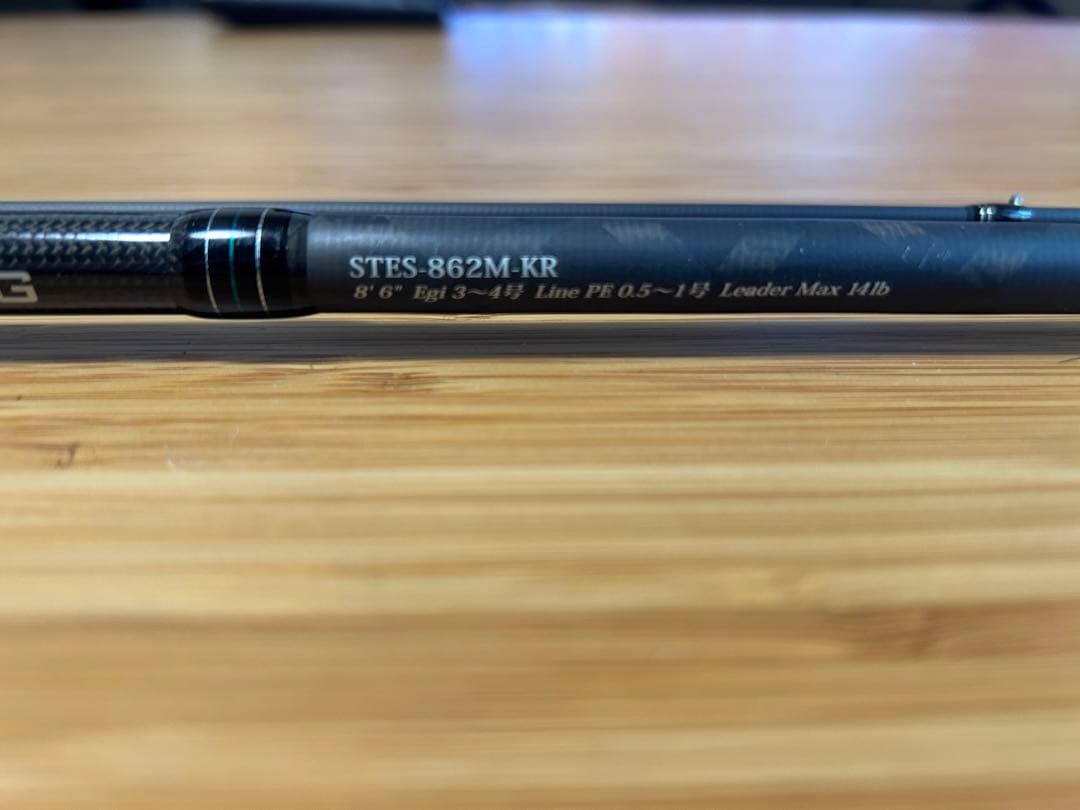 STES-862M-KR
8' 6" Egi 3～4号 Line PE 0.5～1号 Leader Max 14lb